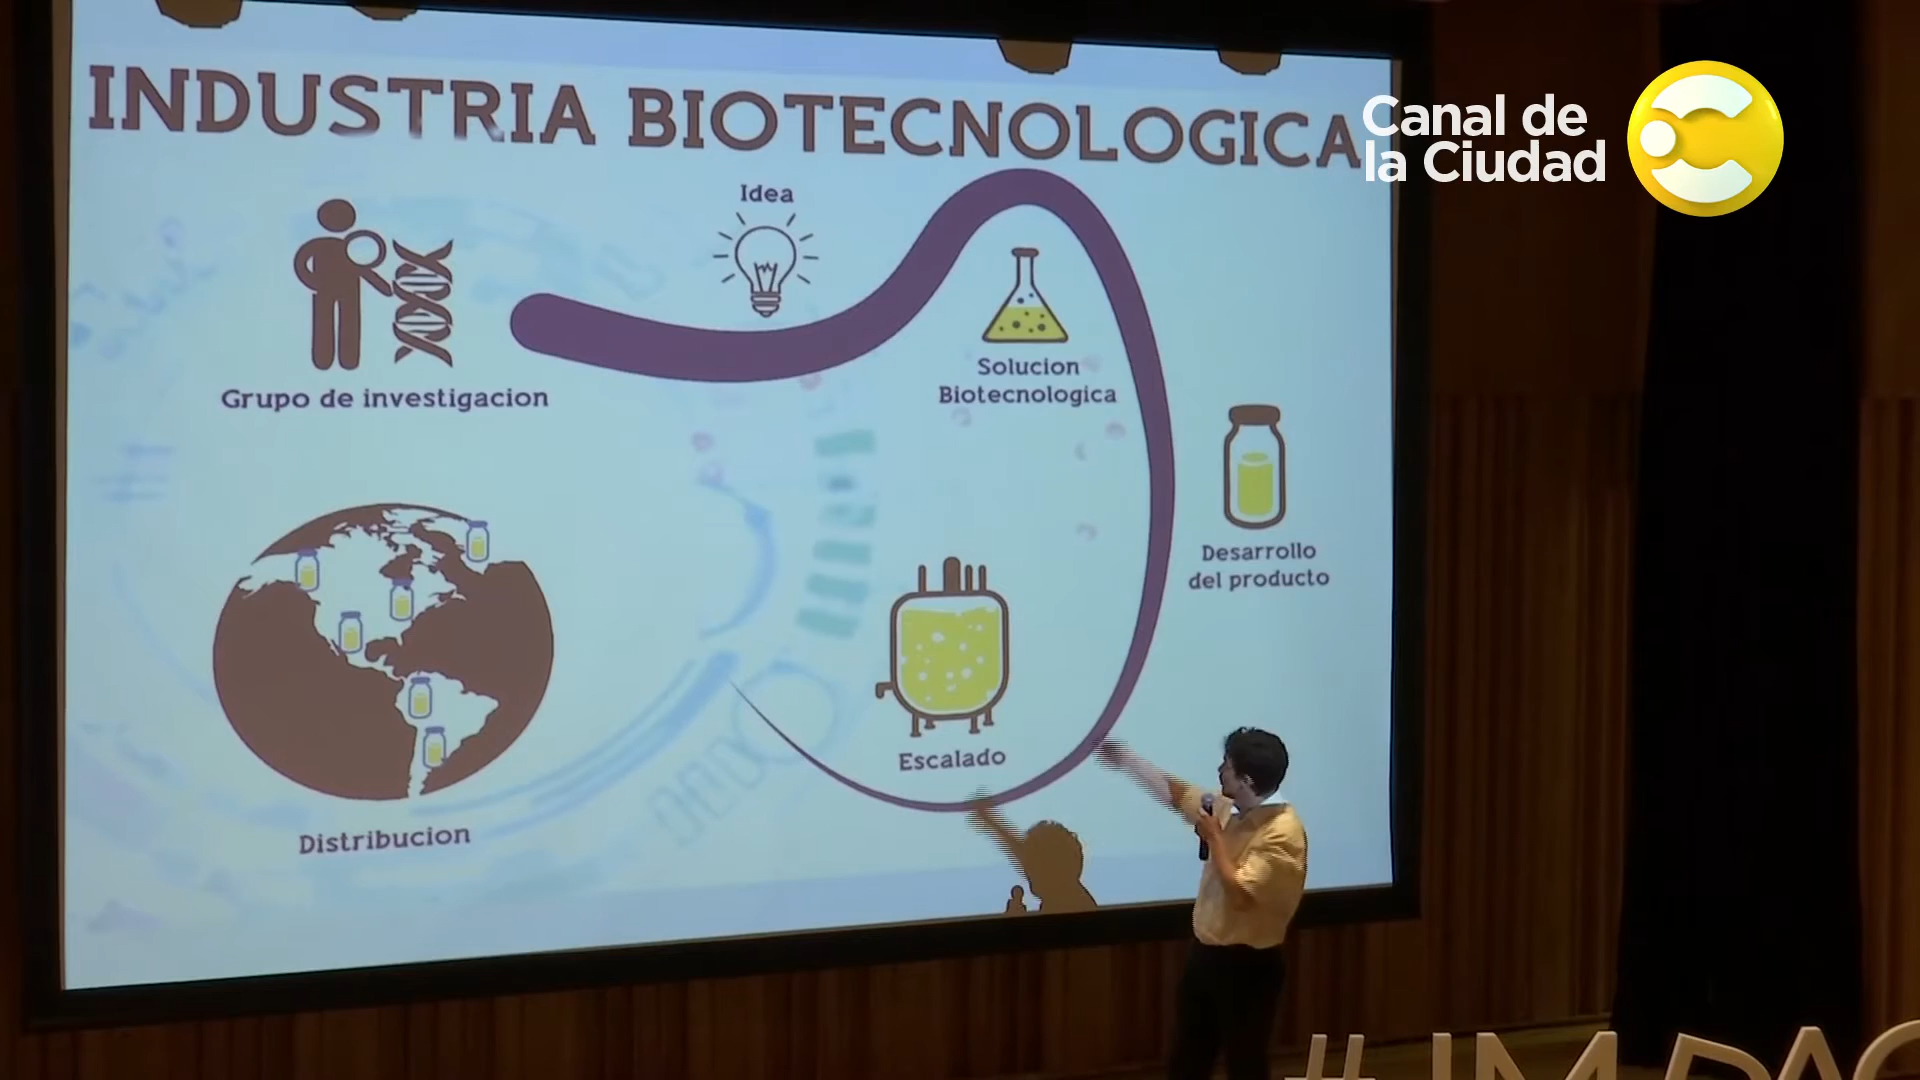 INDUSTRIA BIOTECNOLOGICA
Canal de
la Ciudad
Idea
Grupo de investigacion
Solucion
Biotecnologica
Desarrollo
del producto
Escalado
Distribucion